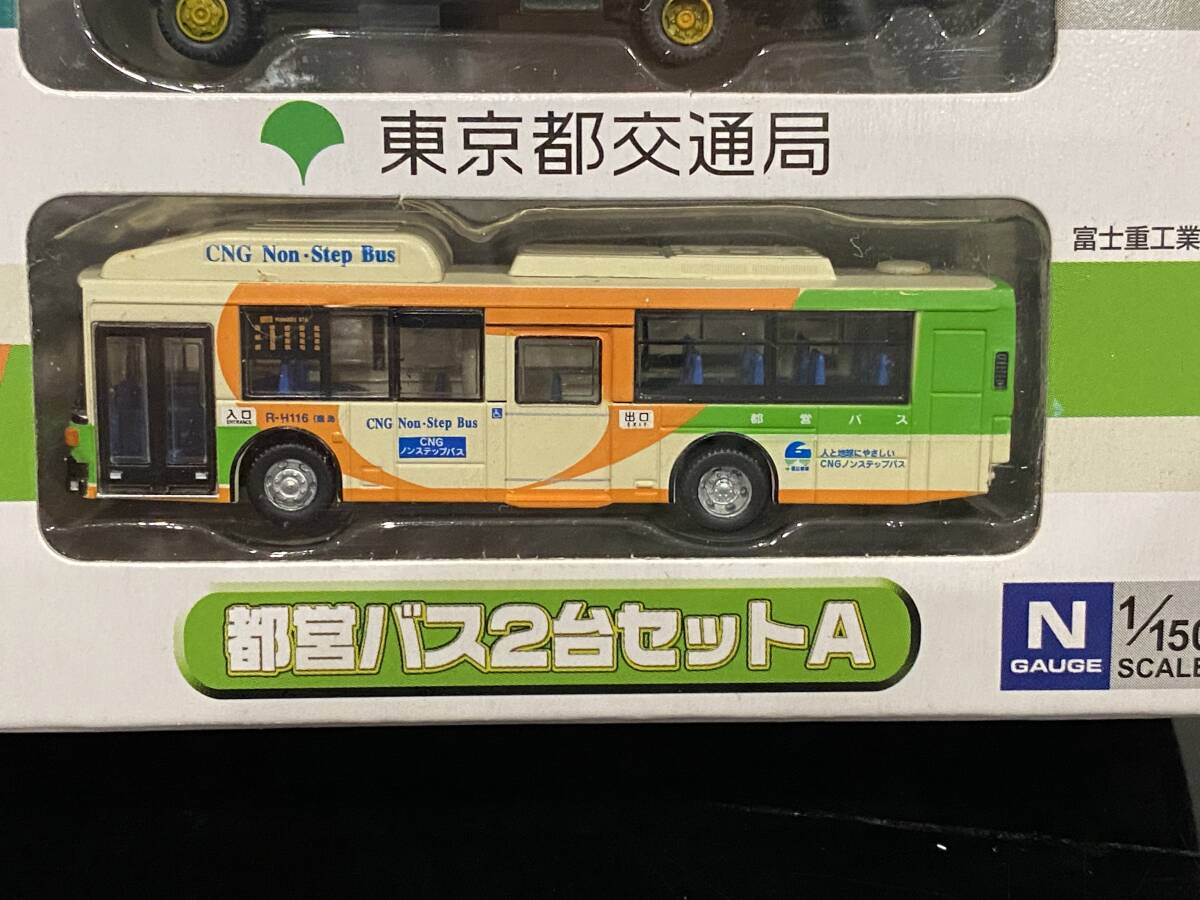 東京都交通局
富士重工業
CNG Non-Step Bus
入口
ENTRANCE
R-H116
CNG Non-Step Bus
CNG
ノンステップバス
出口
EXIT
都営バス
人と地球にやさしい
CNGノンステップバス
都営バス2台セットA
N
GAUGE
1/150
SCALE